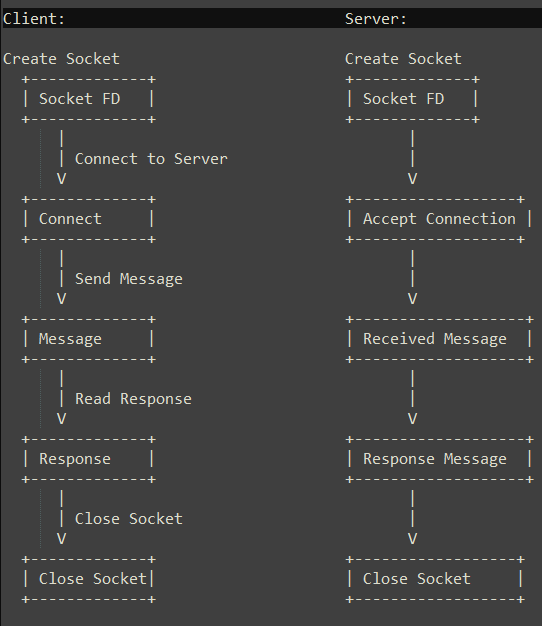 Client:                               Server:

Create Socket                         Create Socket
  +-------------+                     +-------------+
  | Socket FD   |                     | Socket FD   |
  +-------------+                     +-------------+
      |                                      |
      | Connect to Server                    |
      V                                      V
  +-------------+                     +------------------+
  | Connect     |                     | Accept Connection |
  +-------------+                     +------------------+
      |                                      |
      | Send Message                         |
      V                                      V
  +-------------+                     +-------------------+
  | Message     |                     | Received Message  |
  +-------------+                     +-------------------+
      |                                      |
      | Read Response                        |
      V                                      V
  +-------------+                     +-------------------+
  | Response    |                     | Response Message  |
  +-------------+                     +-------------------+
      |                                      |
      | Close Socket                         |
      V                                      V
  +-------------+                     +------------------+
  | Close Socket|                     | Close Socket     |
  +-------------+                     +------------------+